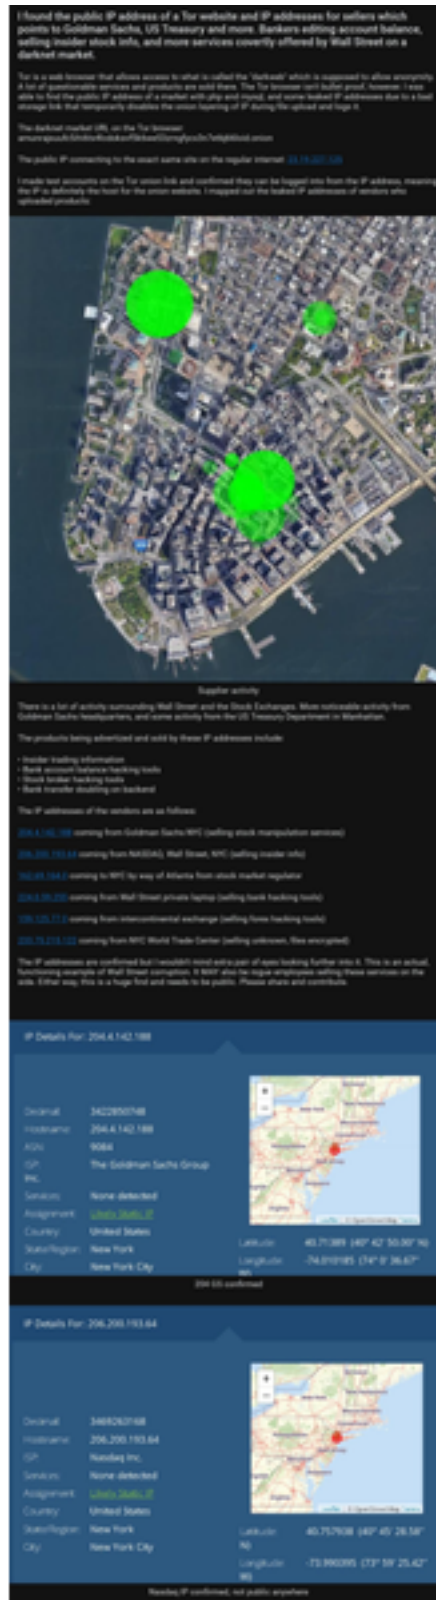 I found the public IP address of a Tor website and IP addresses for sellers which
points to Goldman Sachs, US Treasury and more. Bankers editing account balance,
selling insider stock info, and more services covertly offered by Wall Street on a
darknet market.
Tor is a web browser that allows access to what is called the "darkweb" which is supposed to allow anonymity.
A lot of questionable services and products are sold there. The Tor browser isn't bullet proof, however. I was
able to find the public IP address of a market with php and mysql, and some leaked IP addresses due to a bad
storage link that temporarily disables the onion layering of IP during file upload and logs it.
The darknet market URL on the Tor browser:
The public IP connecting to the exact same site on the regular internet:
I made test accounts on the Tor onion link and confirmed they can be logged into from the IP address, meaning
the IP is definitely the host for the onion website. I mapped out the leaked IP addresses of vendors who
uploaded products:
Supplier activity
There is a lot of activity surrounding Wall Street and the Stock Exchanges. More noticeable activity from
Goldman Sachs headquarters, and some activity from the US Treasury Department in Manhattan.
The products being advertized and sold by these IP addresses include:
• Insider trading information
• Bank account balance hacking tools
• Stock broker hacking tools
• Bank transfer doubling on backend
The IP addresses of the vendors are as follows:
204.4.142.188 coming from Goldman Sachs NYC (selling stock manipulation services)
206.200.193.64 coming from NASDAQ, Wall Street, NYC (selling insider info)
coming to NYC by way of Atlanta from stock market regulator
coming from Wall Street private laptop (selling bank hacking tools)
coming from intercontinental exchange (selling forex hacking tools)
coming from NYC World Trade Center (selling unknown, files encrypted)
The IP addresses are confirmed but I wouldn't mind extra pair of eyes looking further into it. This is an actual,
functioning example of Wall Street corruption. It MAY also be rogue employees selling these services on the
side. Either way, this is a huge find and needs to be public. Please share and contribute.
IP Details For: 204.4.142.188
Decimal: 3422850748
Hostname: 204.4.142.188
ASN: 9084
ISP: The Goldman Sachs Group
Inc.
Services: None detected
Assignment: Likely Static IP
Country: United States
State/Region: New York
City: New York City
Latitude: 40.71389 (40° 42′ 50.00″ N)
Longitude: -74.010185 (74° 0′ 36.67″
W)
204 GS confirmed
IP Details For: 206.200.193.64
Decimal: 3469263168
Hostname: 206.200.193.64
ISP: Nasdaq Inc.
Services: None detected
Assignment: Likely Static IP
Country: United States
State/Region: New York
City: New York City
Latitude: 40.757938 (40° 45′ 28.58″
N)
Longitude: -73.990395 (73° 59′ 25.42″
W)
Nasdaq IP confirmed, not public anywhere